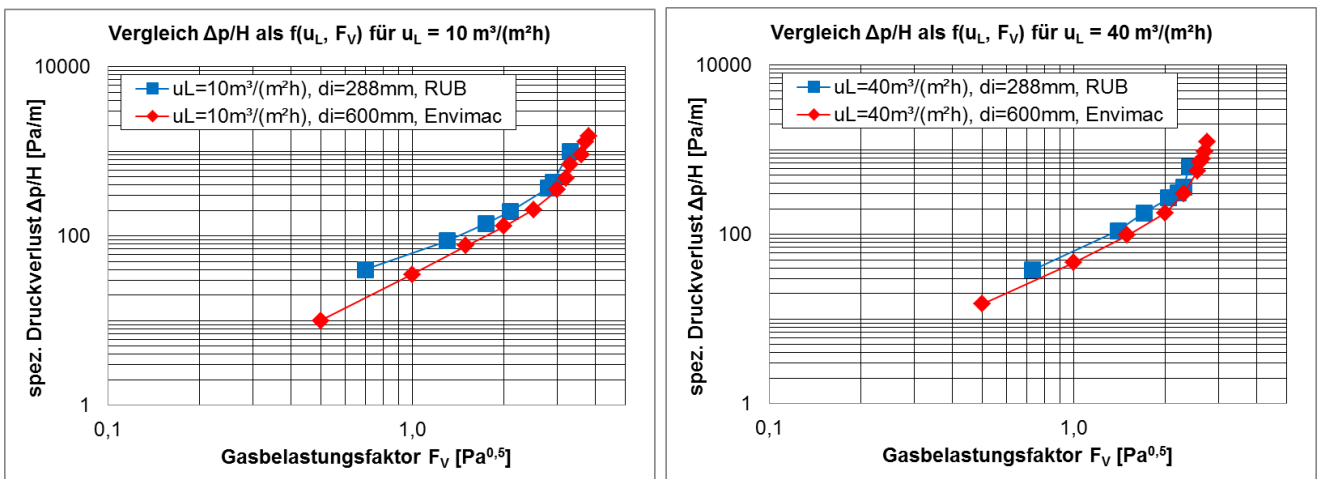 Vergleich Δp/H als f(uL, FV) für uL = 10 m³/(m²h)
spez. Druckverlust Δp/H [Pa/m]
10000
100
1
uL=10m³/(m²h), di=288mm, RUB
uL=10m³/(m²h), di=600mm, Envimac
0,1
1,0
Gasbelastungsfaktor FV [Pa0,5]
Vergleich Δp/H als f(uL, FV) für uL = 40 m³/(m²h)
spez. Druckverlust Δp/H [Pa/m]
10000
100
1
uL=40m³/(m²h), di=288mm, RUB
uL=40m³/(m²h), di=600mm, Envimac
0,1
1,0
Gasbelastungsfaktor FV [Pa0,5]